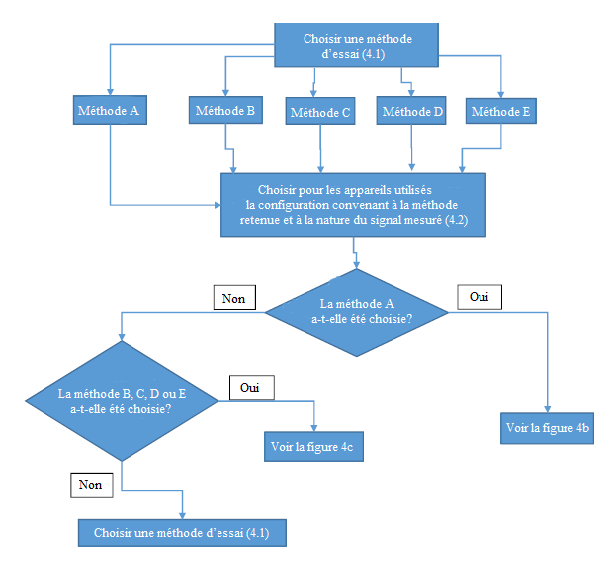 Choisir une méthode
d'essai (4.1)
Méthode A
Méthode B
Méthode C
Méthode D
Méthode E
Choisir pour les appareils utilisés
la configuration convenant à la méthode
retenue et à la nature du signal mesuré (4.2)
Non
La méthode A
a-t-elle été choisie?
Oui
La méthode B, C, D ou E
a-t-elle été choisie?
Oui
Voir la figure 4b
Voir la figure 4c
Non
Choisir une méthode d'essai (4.1)